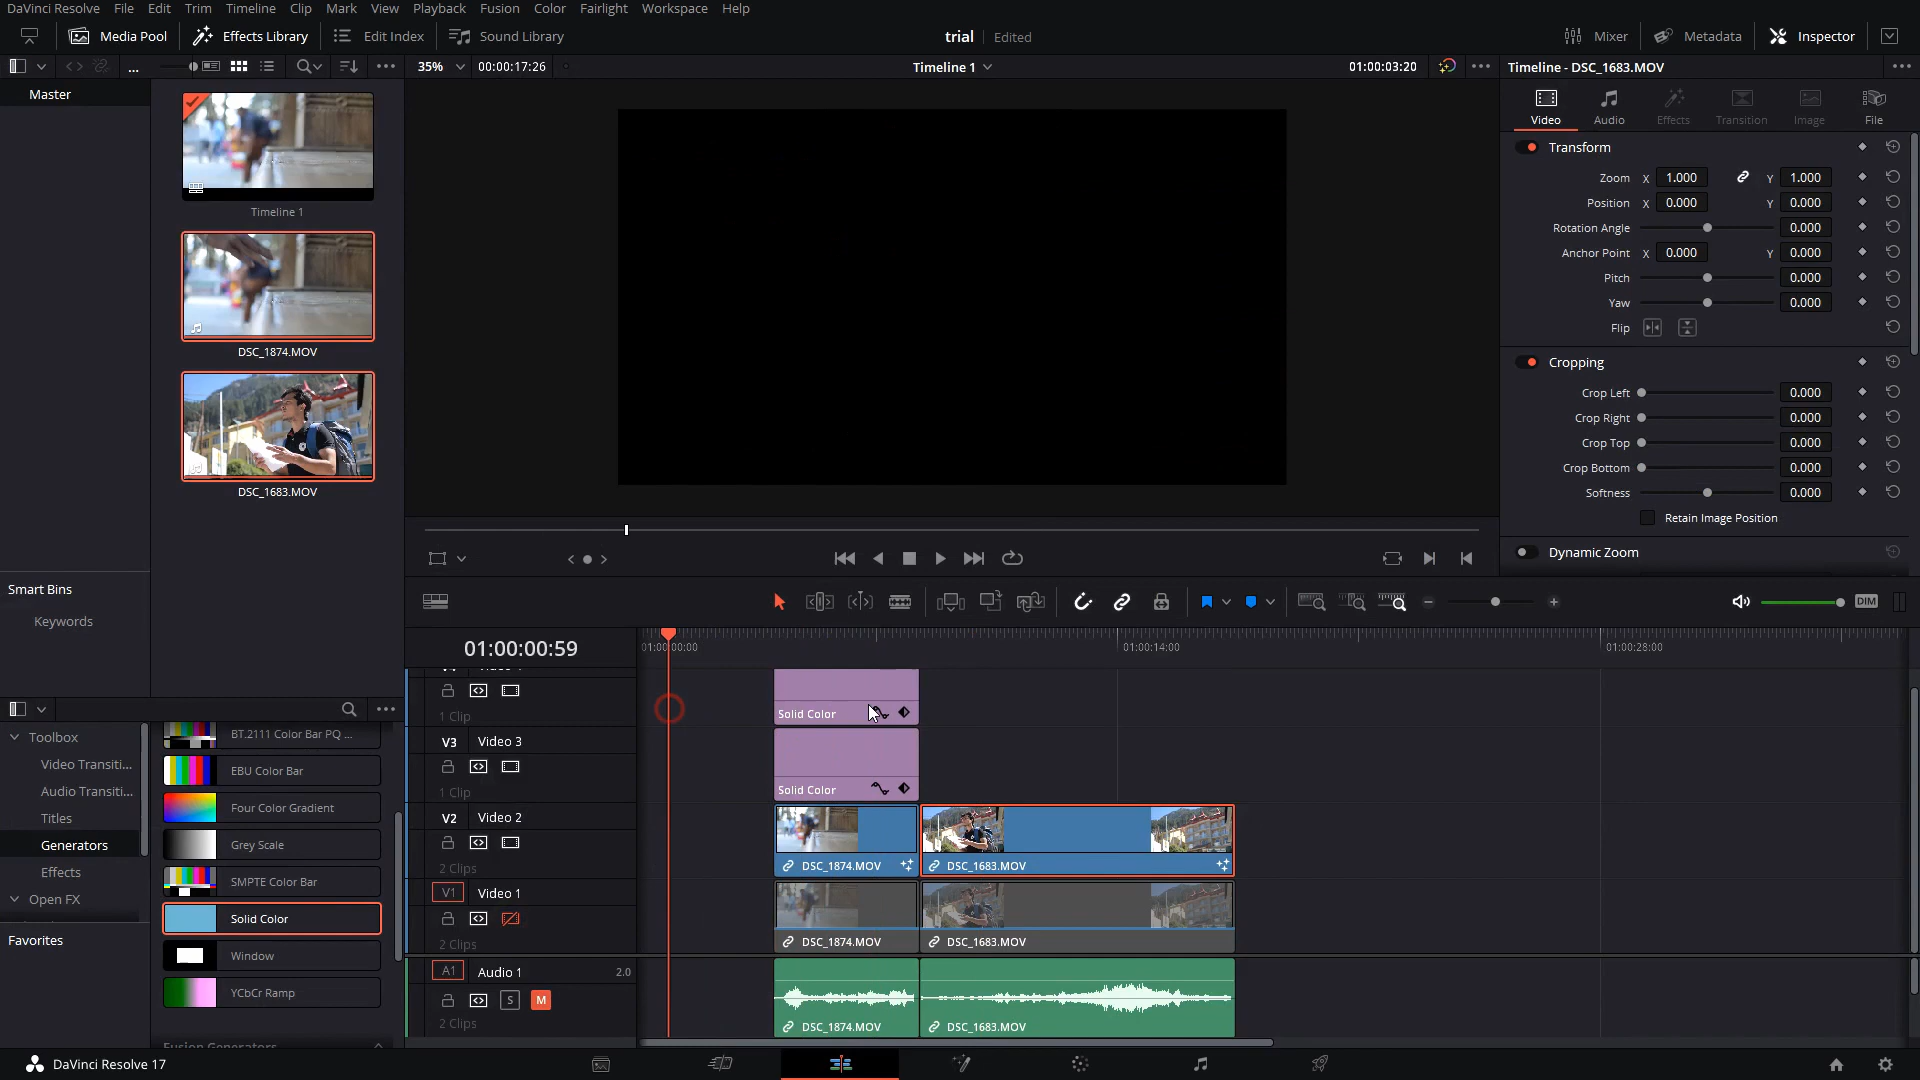 DaVinci Resolve File Edit Trim Timeline Clip Mark View Playback Fusion Color Fairlight Workspace Help
Media Pool Effects Library Edit Index Sound Library trial Edited Mixer Metadata Inspector
35% 00:00:17:26 Timeline 1 01:00:03:20 Timeline - DSC_1683.MOV
Master
Timeline 1
DSC_1874.MOV
DSC_1683.MOV
Smart Bins
Keywords
Video Audio Effects Transition Image File
Transform
Zoom X 1.000 Y 1.000
Position X 0.000 Y 0.000
Rotation Angle 0.000
Anchor Point X 0.000 Y 0.000
Pitch 0.000
Yaw 0.000
Flip
Cropping
Crop Left 0.000
Crop Right 0.000
Crop Top 0.000
Crop Bottom 0.000
Softness 0.000
Retain Image Position
Dynamic Zoom
DIM
Toolbox
Video Transiti...
Audio Transiti...
Titles
Generators
Effects
Open FX
Favorites
BT.2111 Color Bar PQ ...
EBU Color Bar
Four Color Gradient
Grey Scale
SMPTE Color Bar
Solid Color
Window
YCbCr Ramp
Fusion Generators
01:00:00:59
01:00:00:00 01:00:14:00 01:00:28:00
1 Clip
Solid Color
V3 Video 3
1 Clip
Solid Color
V2 Video 2
2 Clips
DSC_1874.MOV DSC_1683.MOV
V1 Video 1
2 Clips
DSC_1874.MOV DSC_1683.MOV
A1 Audio 1 2.0
S M
2 Clips
DSC_1874.MOV DSC_1683.MOV
DaVinci Resolve 17